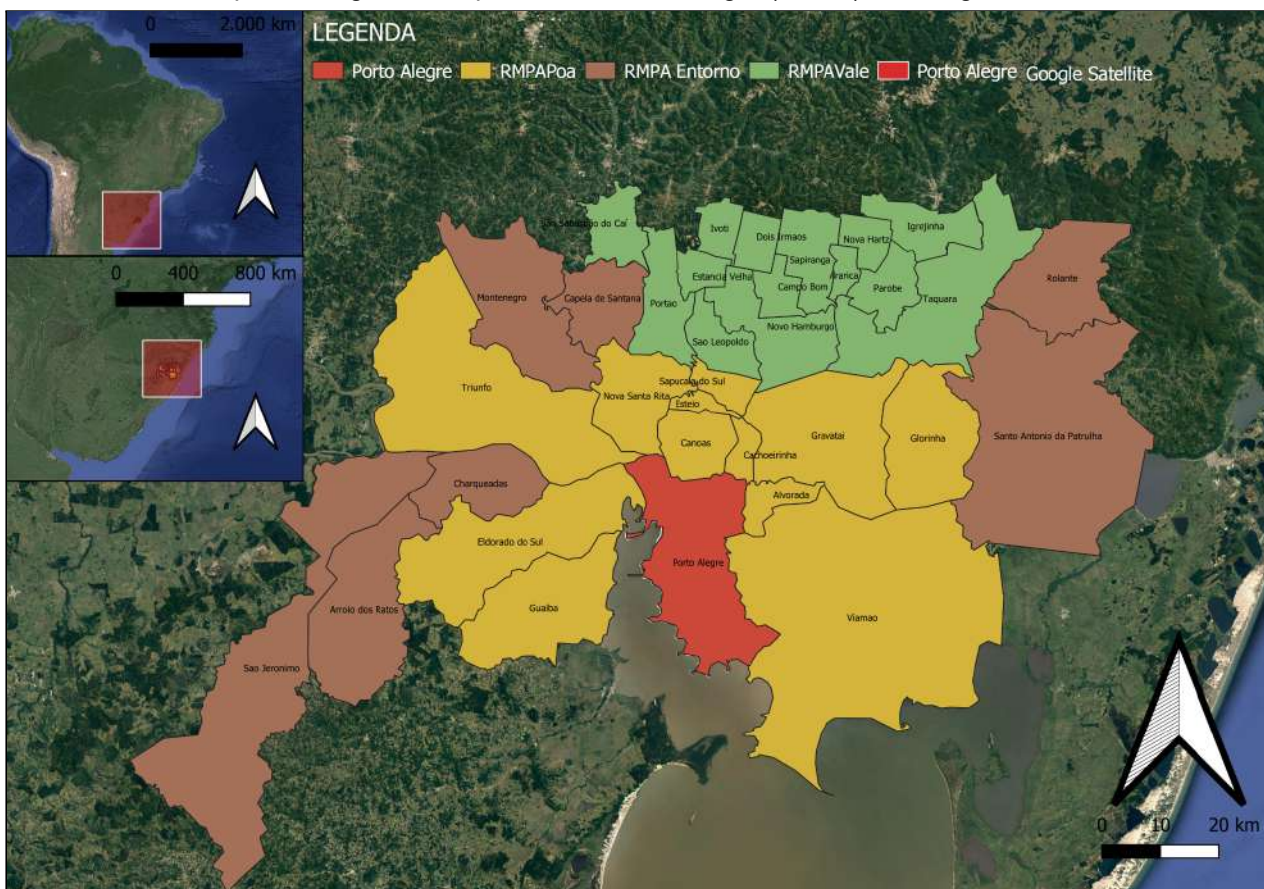 0 2.000 km
LEGENDA
Porto Alegre RMPAPoa RMPA Entorno RMPAVale Porto Alegre Google Satellite
0 400 800 km
São Sebastião do Caí
Ivoti
Dois Irmaos
Nova Hartz
Igrejinha
Rolante
Sapiranga
Estancia Velha
Ararica
Montenegro
Capela de Santana
Portao
Campo Bom
Parobe
Taquara
Novo Hamburgo
Sao Leopoldo
Triunfo
Sapucaia do Sul
Nova Santa Rita
Esteio
Canoas
Gravatai
Glorinha
Santo Antonio da Patrulha
Cachoeirinha
Charqueadas
Alvorada
Eldorado do Sul
Porto Alegre
Arroio dos Ratos
Guaiba
Viamao
Sao Jeronimo
0 10 20 km